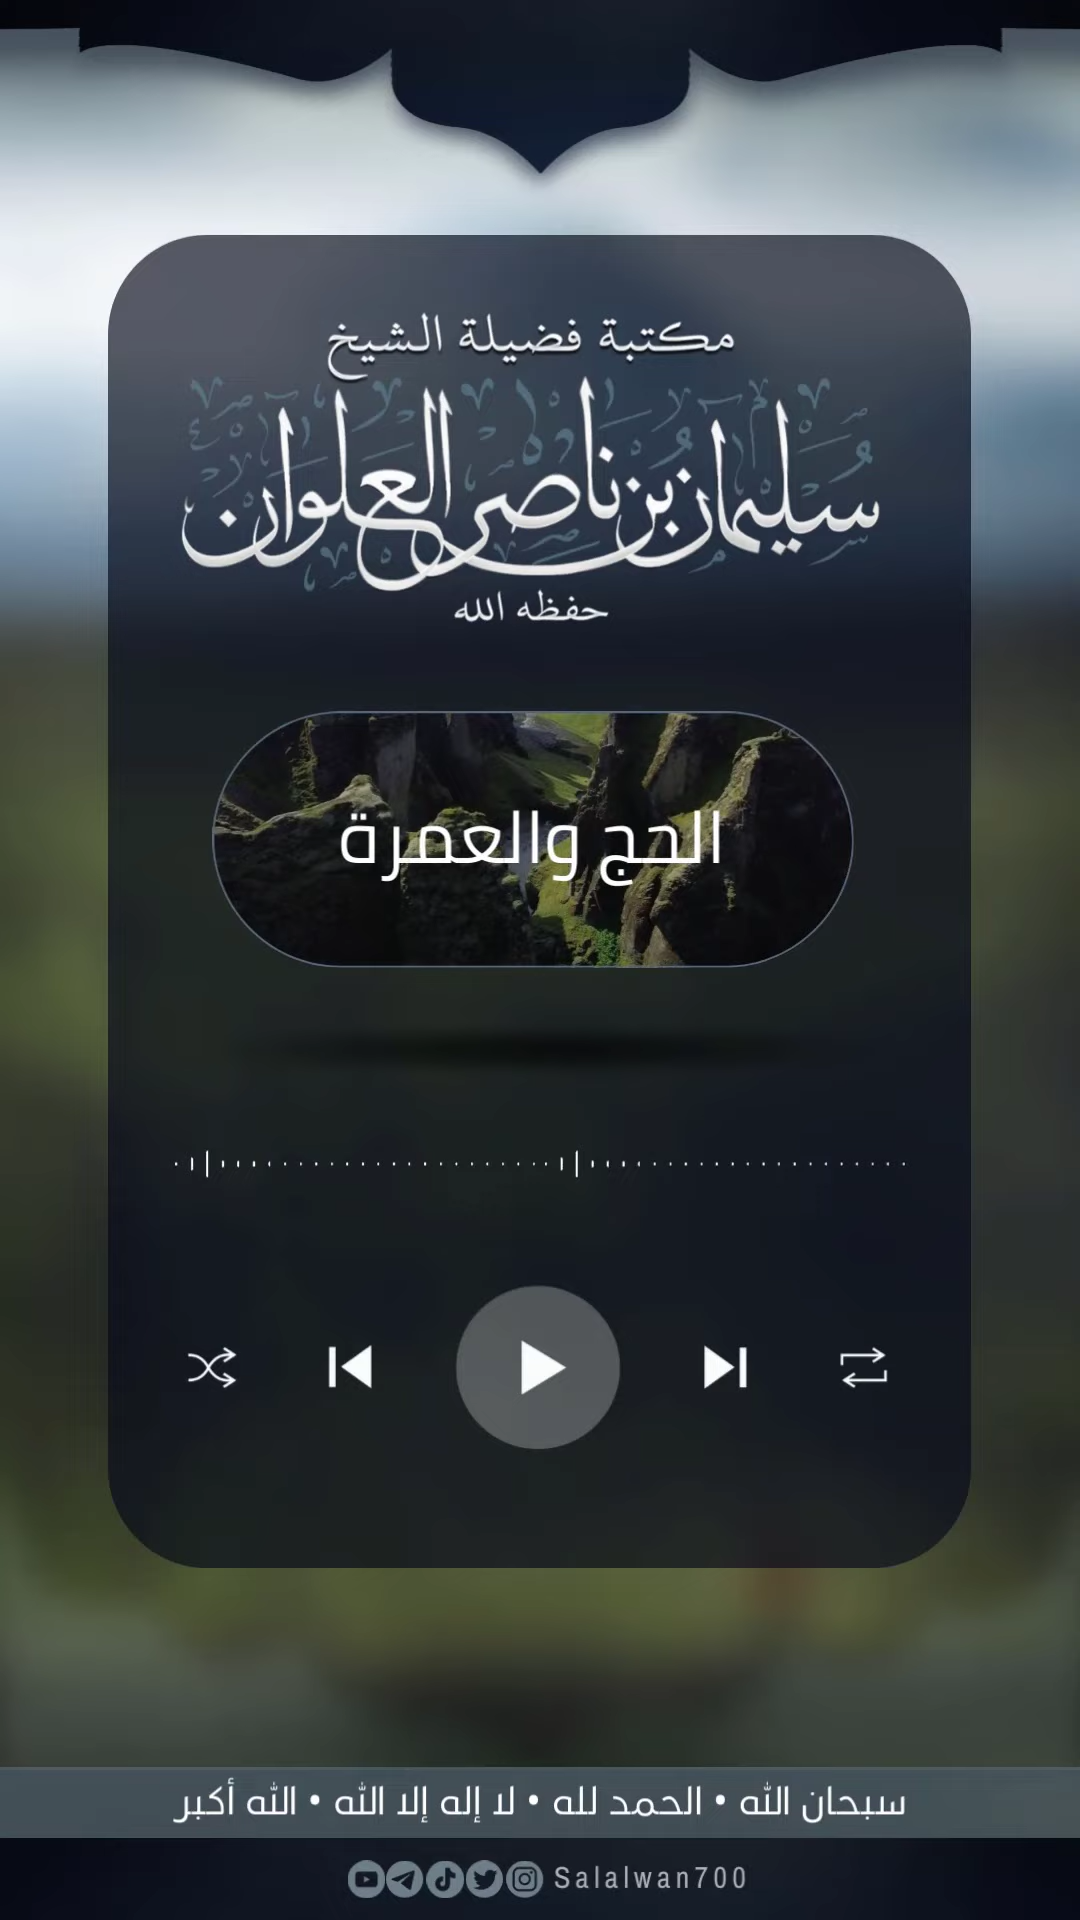 مكتبة فضيلة الشيخ
سليمان بن ناصر العلوان
حفظه الله
الحج والعمرة
سبحان الله • الحمد لله • لا إله إلا الله • الله أكبر
Salalwan700